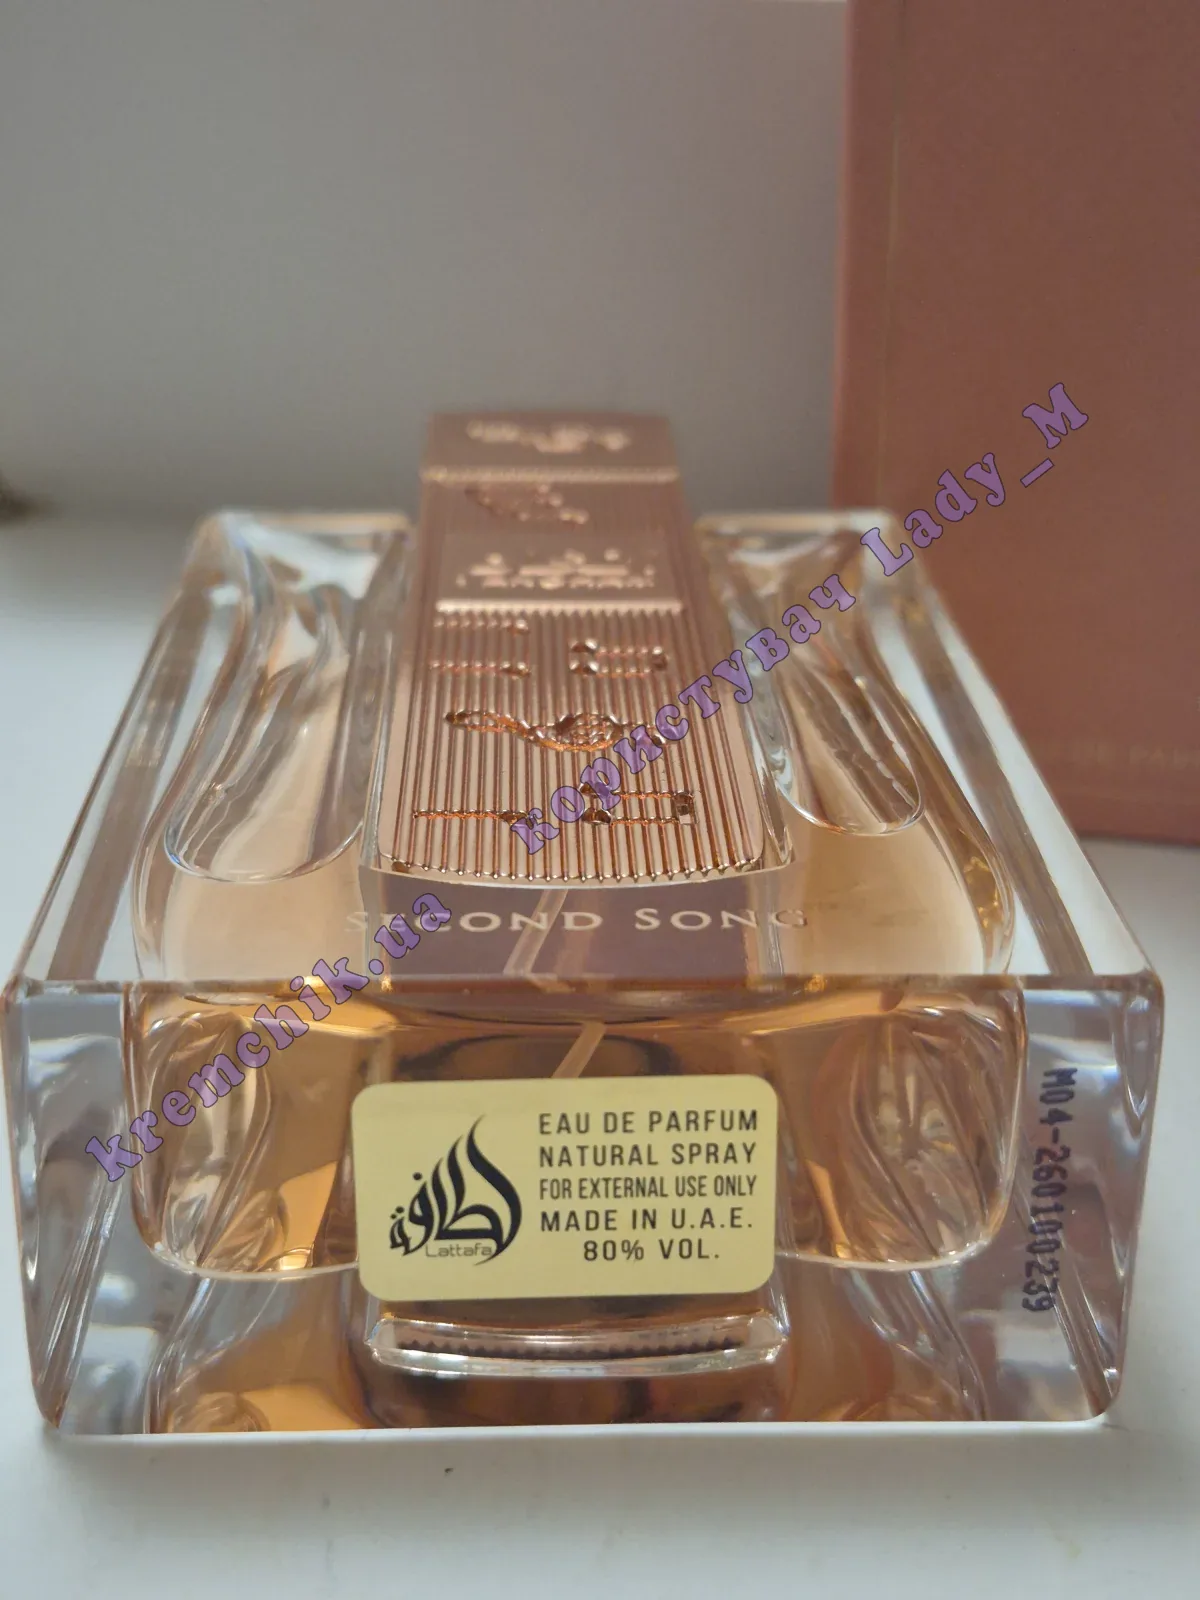 SECOND SONG
لطافة
Lattafa
EAU DE PARFUM
NATURAL SPRAY
FOR EXTERNAL USE ONLY
MADE IN U.A.E.
80% VOL.
M04-260100239
kremchik.ua користувач Lady_M